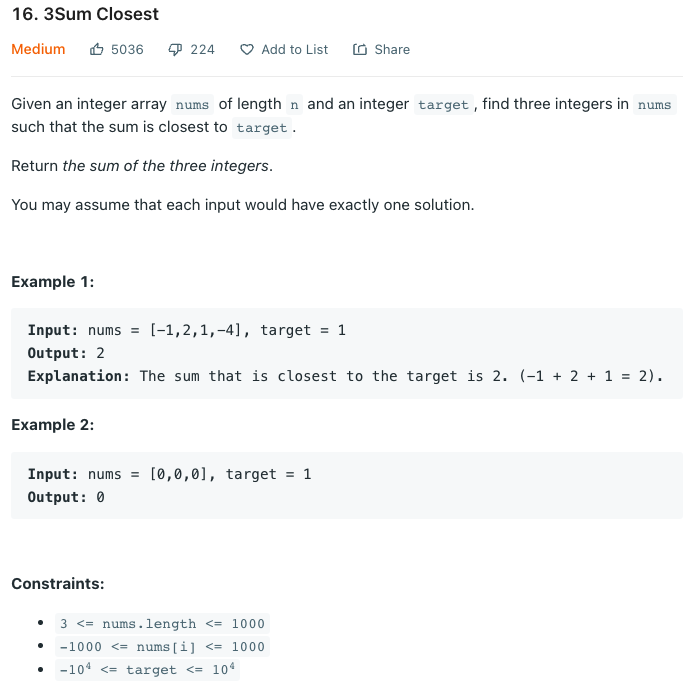 16. 3Sum Closest
Medium 5036 224 Add to List Share
Given an integer array nums of length n and an integer target, find three integers in nums
such that the sum is closest to target.
Return the sum of the three integers.
You may assume that each input would have exactly one solution.
Example 1:
Input: nums = [-1,2,1,-4], target = 1
Output: 2
Explanation: The sum that is closest to the target is 2. (-1 + 2 + 1 = 2).
Example 2:
Input: nums = [0,0,0], target = 1
Output: 0
Constraints:
• 3 <= nums.length <= 1000
• -1000 <= nums[i] <= 1000
• -10⁴ <= target <= 10⁴